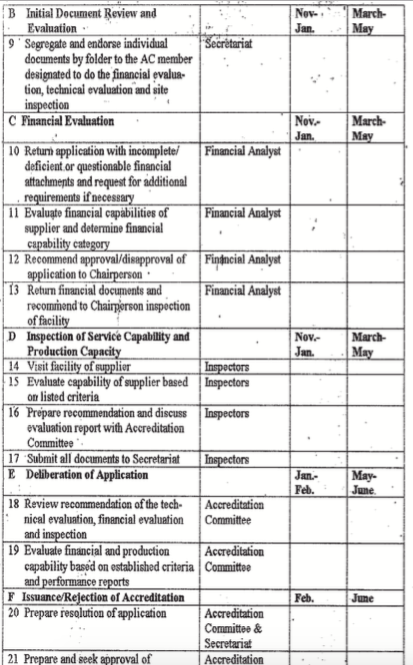 B Initial Document Review and Nov- March-
Evaluation Jan. May
9 Segregate and endorse individual Secretariat
documents by folder to the AC member
designated to do the financial evalua-
tion, technical evaluation and site
inspection
C Financial Evaluation Nov.- March-
Jan. May
10 Return application with incomplete/ Financial Analyst
deficient or questionable financial
attachments and request for additional
requirements if necessary
11 Evaluate financial capabilities of Financial Analyst
supplier and determine financial
capability category
12 Recommend approval/disapproval of Financial Analyst
application to Chairperson
13 Return financial documents and Financial Analyst
recommend to Chairperson inspection
of facility
D Inspection of Service Capability and Nov.- March-
Production Capacity Jan. May
14 Visit facility of supplier Inspectors
15 Evaluate capability of supplier based Inspectors
on listed criteria
16 Prepare recommendation and discuss Inspectors
evaluation report with Accreditation
Committee
17 Submit all documents to Secretariat Inspectors
E Deliberation of Application Jan.- May-
Feb. June
18 Review recommendation of the tech- Accreditation
nical evaluation, financial evaluation Committee
and inspection
19 Evaluate financial and production Accreditation
capability based on established criteria Committee
and performance reports
F Issuance/Rejection of Accreditation Feb. June
20 Prepare resolution of application Accreditation
Committee &
Secretariat
21 Prepare and seek approval of Accreditation